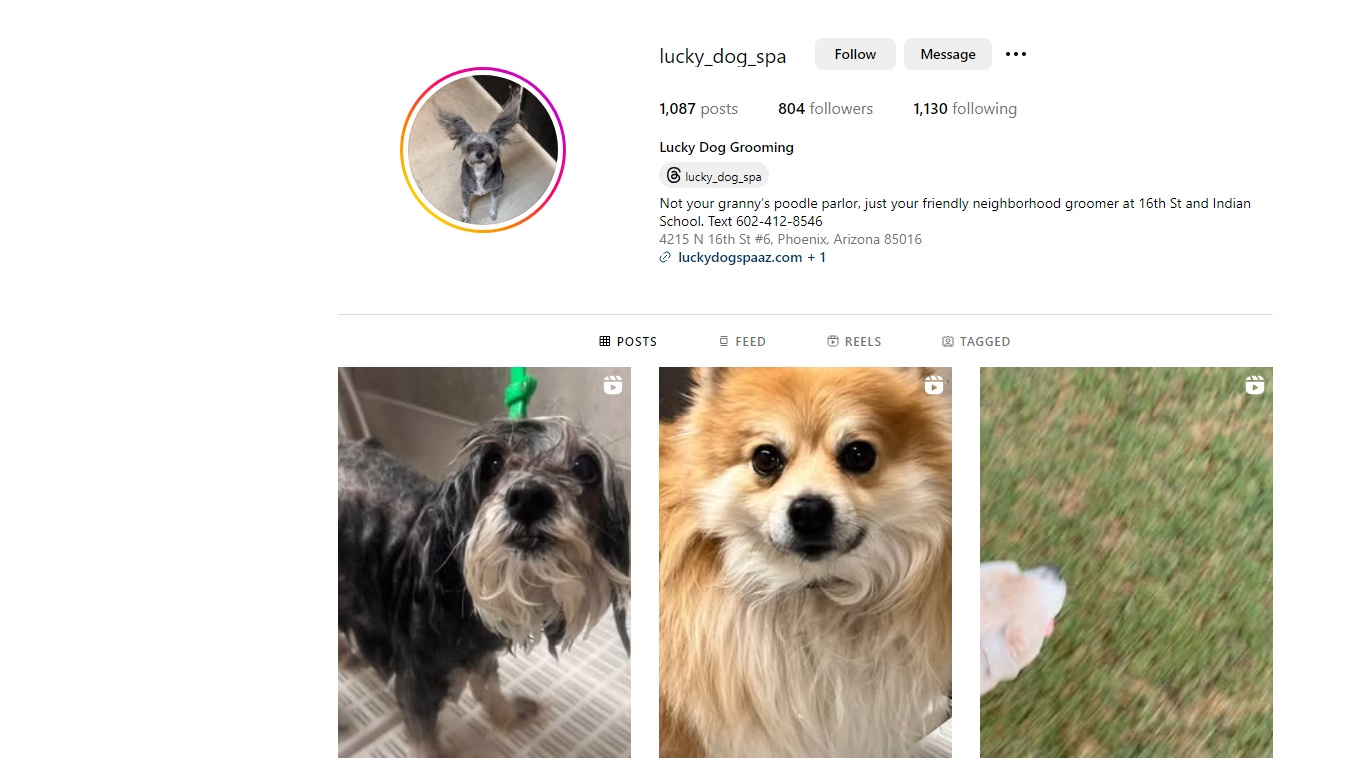 lucky_dog_spa
Follow
Message
1,087 posts
804 followers
1,130 following
Lucky Dog Grooming
lucky_dog_spa
Not your granny's poodle parlor, just your friendly neighborhood groomer at 16th St and Indian
School. Text 602-412-8546
4215 N 16th St #6, Phoenix, Arizona 85016
luckydogspaaz.com + 1
POSTS
FEED
REELS
TAGGED